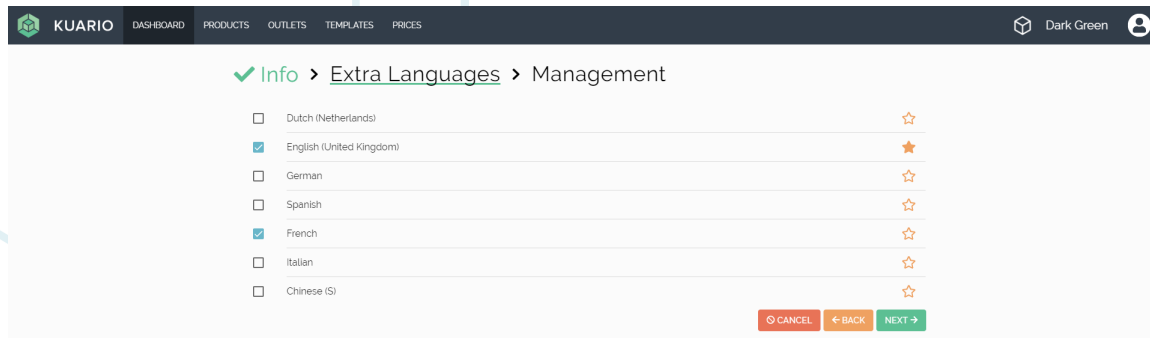 KUARIO DASHBOARD PRODUCTS OUTLETS TEMPLATES PRICES Dark Green
Info > Extra Languages > Management
Dutch (Netherlands)
English (United Kingdom)
German
Spanish
French
Italian
Chinese (S)
CANCEL ← BACK NEXT →